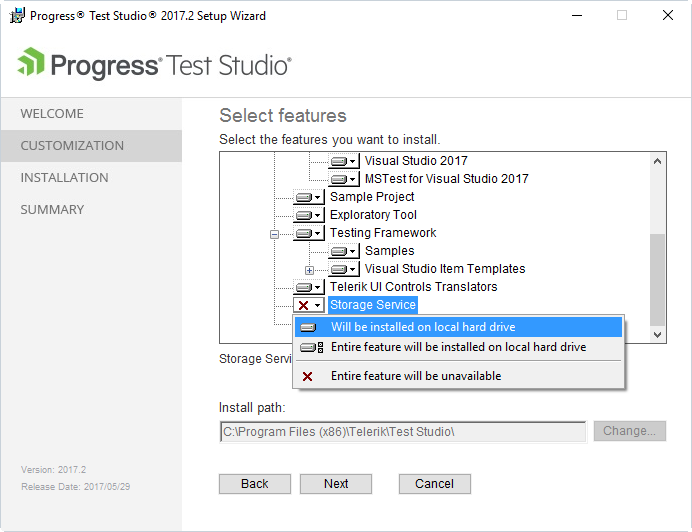 Progress® Test Studio® 2017.2 Setup Wizard
Progress® Test Studio®
WELCOME
CUSTOMIZATION
INSTALLATION
SUMMARY
Select features
Select the features you want to install.
Visual Studio 2017
MSTest for Visual Studio 2017
Sample Project
Exploratory Tool
Testing Framework
Samples
Visual Studio Item Templates
Telerik UI Controls Translators
Storage Service
Will be installed on local hard drive
Entire feature will be installed on local hard drive
Entire feature will be unavailable
Storage Servi
Install path:
C:\Program Files (x86)\Telerik\Test Studio\
Change...
Version: 2017.2
Release Date: 2017/05/29
Back
Next
Cancel